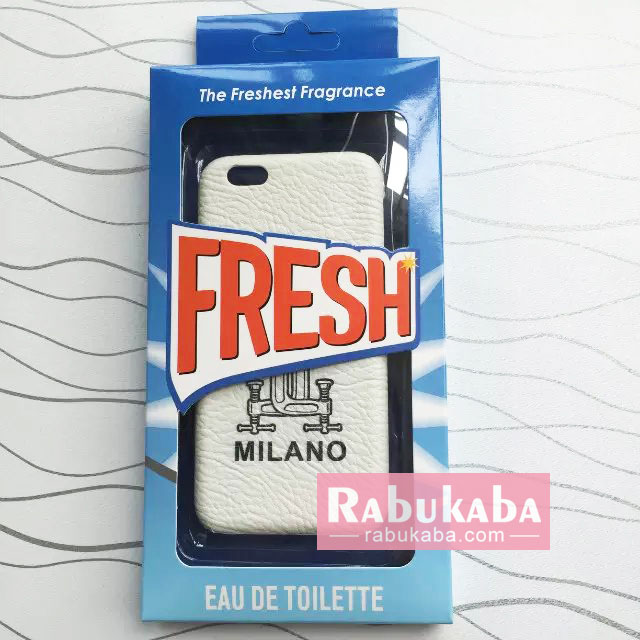 The Freshest Fragrance
FRESH
MILANO
RABUKABA
rabukaba.com
EAU DE TOILETTE